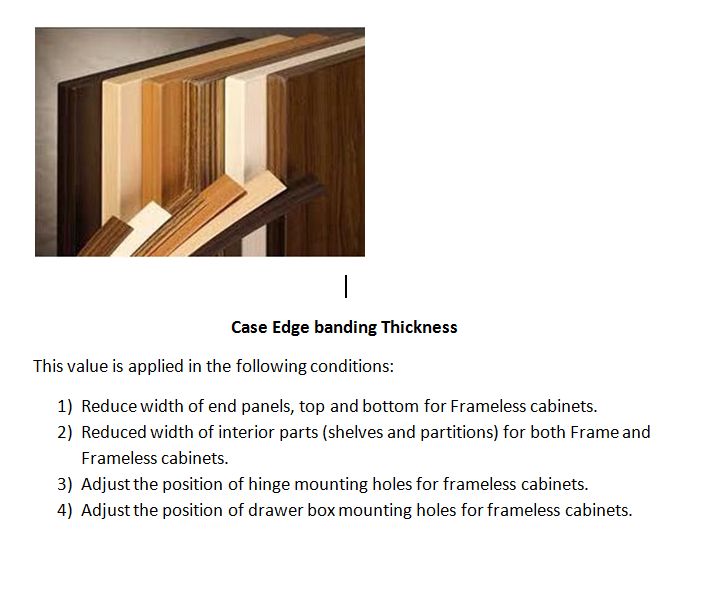 Case Edge banding Thickness
This value is applied in the following conditions:
1) Reduce width of end panels, top and bottom for Frameless cabinets.
2) Reduced width of interior parts (shelves and partitions) for both Frame and
Frameless cabinets.
3) Adjust the position of hinge mounting holes for frameless cabinets.
4) Adjust the position of drawer box mounting holes for frameless cabinets.